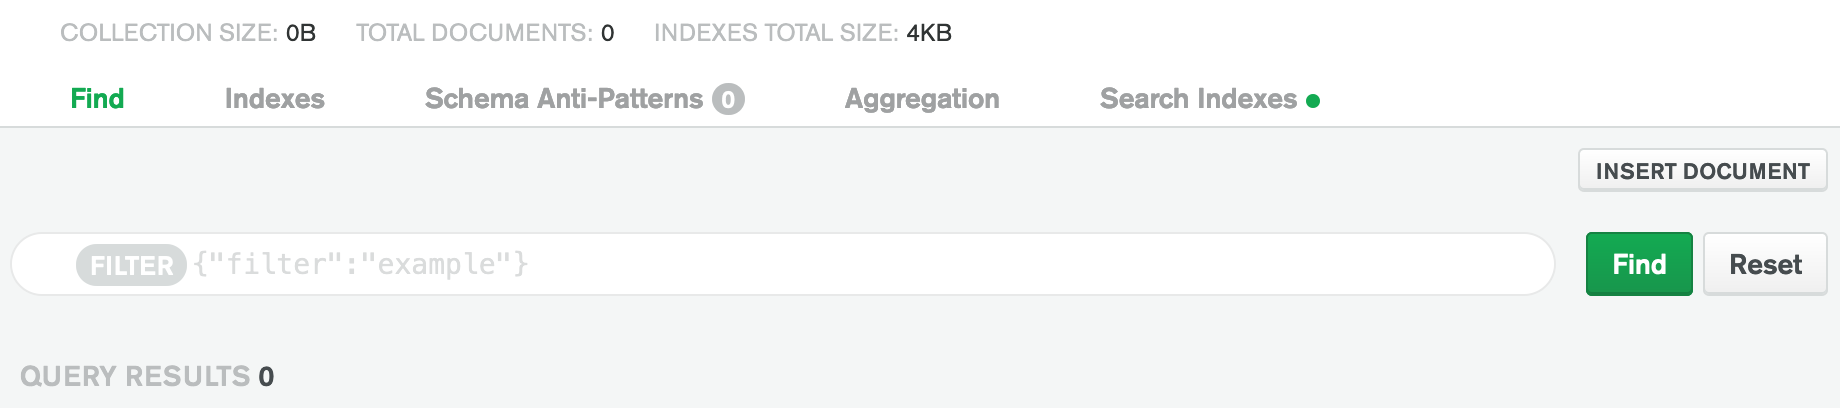 COLLECTION SIZE: 0B TOTAL DOCUMENTS: 0 INDEXES TOTAL SIZE: 4KB
Find Indexes Schema Anti-Patterns 0 Aggregation Search Indexes
INSERT DOCUMENT
FILTER {"filter":"example"} Find Reset
QUERY RESULTS 0